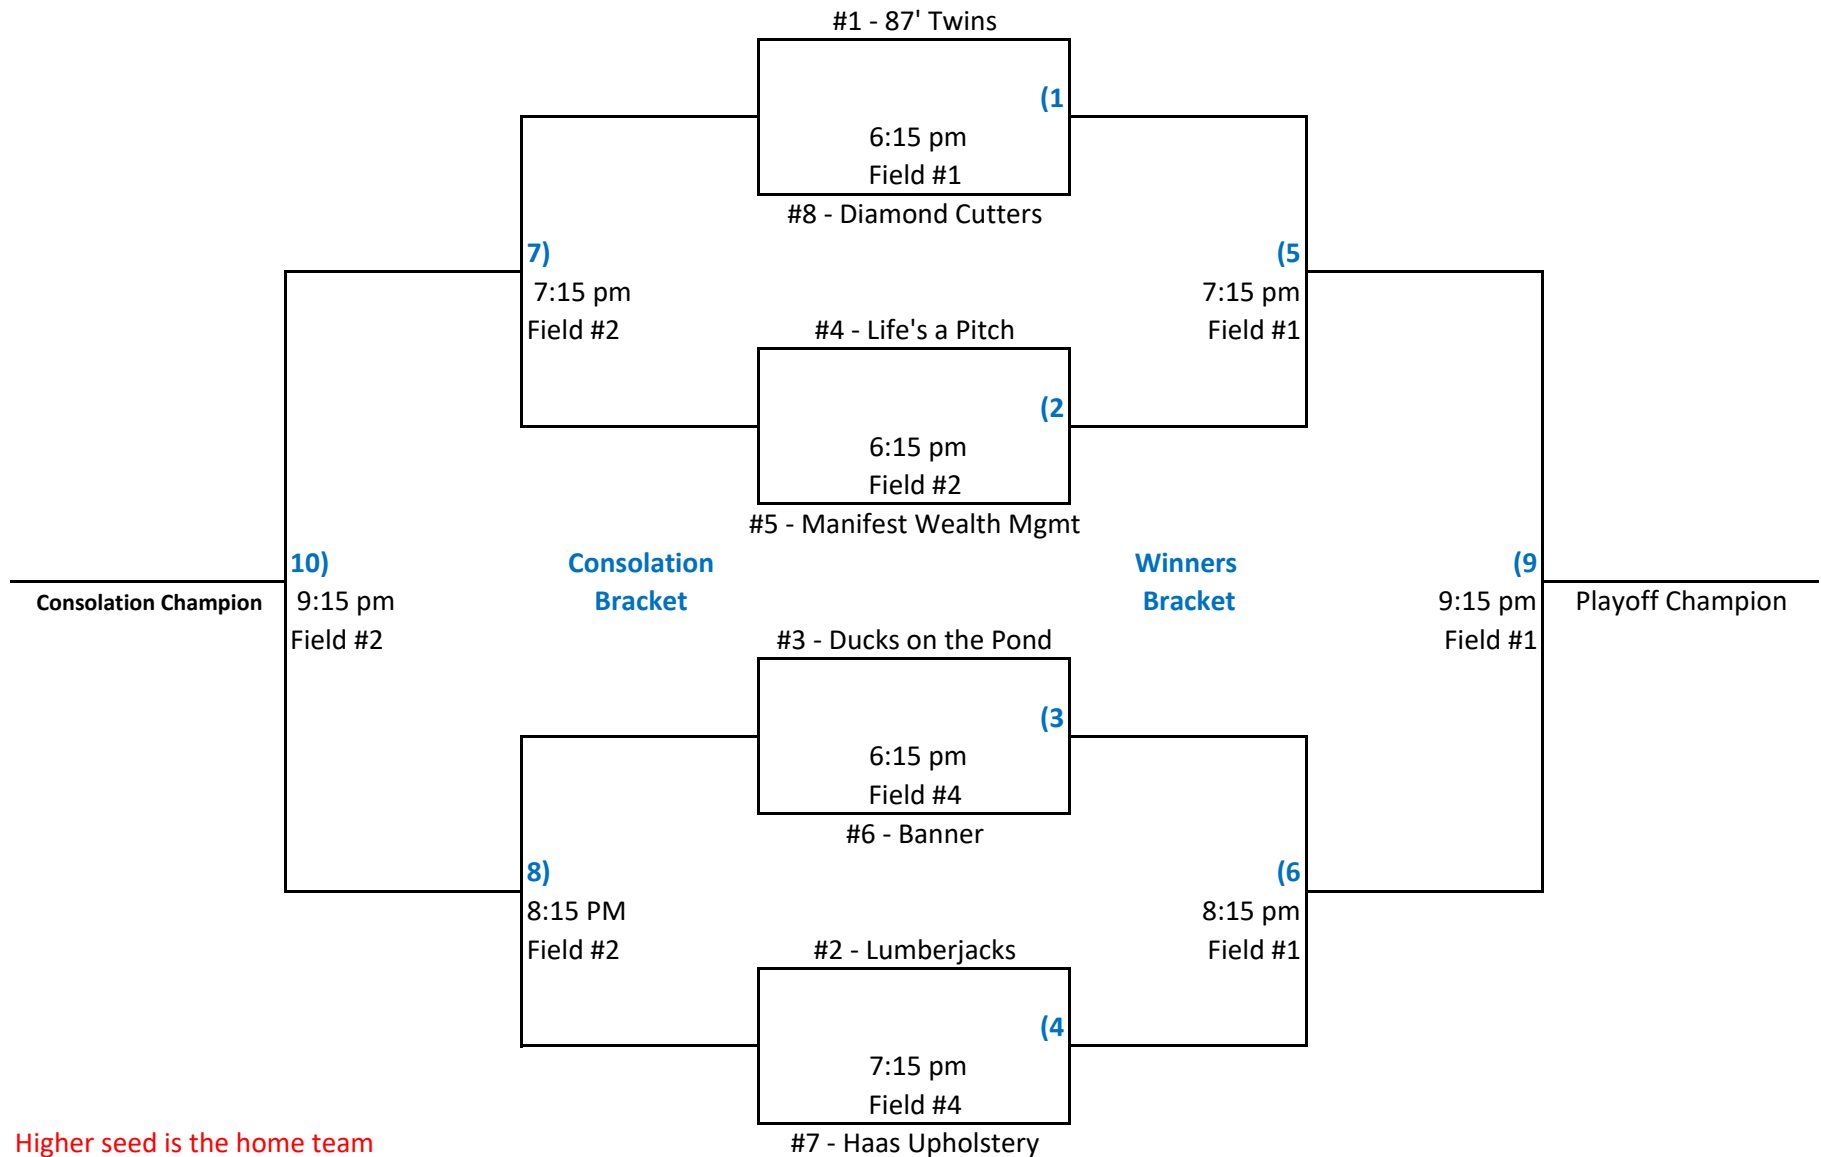 #1 - 87' Twins
(1
6:15 pm
Field #1
#8 - Diamond Cutters
7)
7:15 pm
Field #2
(5
7:15 pm
Field #1
#4 - Life's a Pitch
(2
6:15 pm
Field #2
#5 - Manifest Wealth Mgmt
10)
9:15 pm
Field #2
Consolation Champion
Consolation
Bracket
Winners
Bracket
(9
9:15 pm
Field #1
Playoff Champion
#3 - Ducks on the Pond
(3
6:15 pm
Field #4
#6 - Banner
8)
8:15 PM
Field #2
(6
8:15 pm
Field #1
#2 - Lumberjacks
(4
7:15 pm
Field #4
#7 - Haas Upholstery
Higher seed is the home team